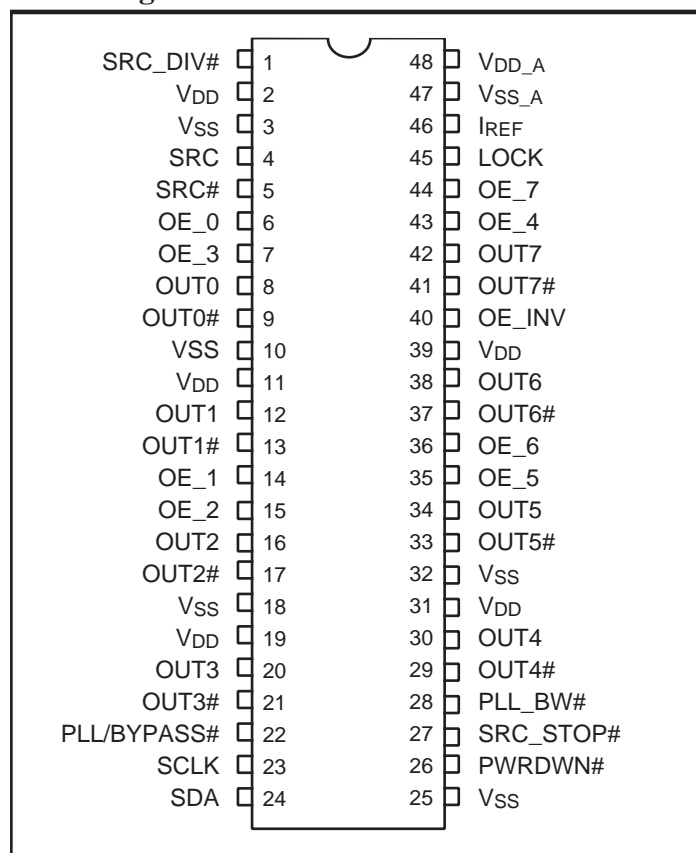 SRC_DIV# 1 48 VDD_A
VDD 2 47 VSS_A
VSS 3 46 IREF
SRC 4 45 LOCK
SRC# 5 44 OE_7
OE_0 6 43 OE_4
OE_3 7 42 OUT7
OUT0 8 41 OUT7#
OUT0# 9 40 OE_INV
VSS 10 39 VDD
VDD 11 38 OUT6
OUT1 12 37 OUT6#
OUT1# 13 36 OE_6
OE_1 14 35 OE_5
OE_2 15 34 OUT5
OUT2 16 33 OUT5#
OUT2# 17 32 VSS
VSS 18 31 VDD
VDD 19 30 OUT4
OUT3 20 29 OUT4#
OUT3# 21 28 PLL_BW#
PLL/BYPASS# 22 27 SRC_STOP#
SCLK 23 26 PWRDWN#
SDA 24 25 VSS